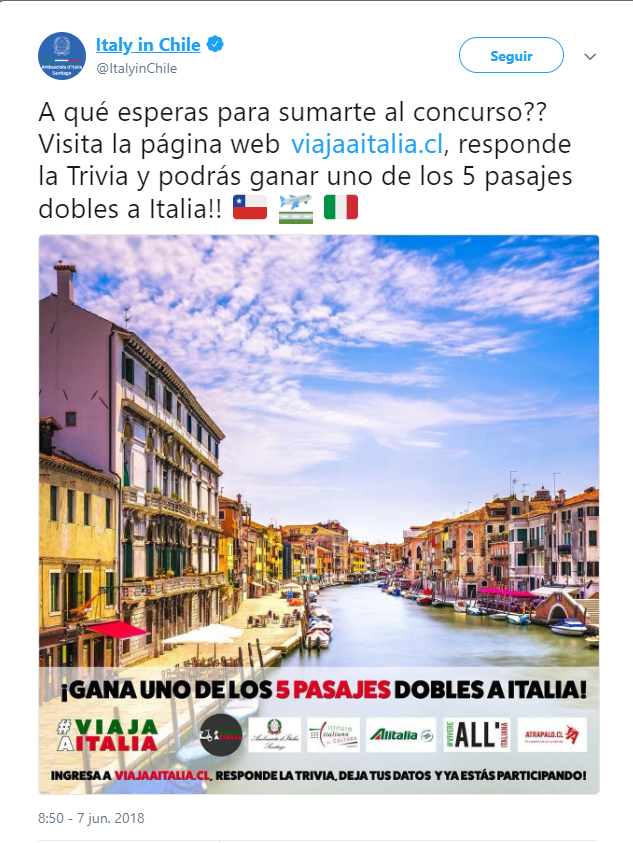 Italy in Chile
@ItalyinChile
Seguir
Ambasciata d'Italia
Santiago
A qué esperas para sumarte al concurso??
Visita la página web viajaaitalia.cl, responde
la Trivia y podrás ganar uno de los 5 pasajes
dobles a Italia!!
¡GANA UNO DE LOS 5 PASAJES DOBLES A ITALIA!
#VIAJA
AITALIA
Ambasciata d'Italia
Santiago
ISTITUTO
italiano
DI CULTURA
Alitalia
#VIVERE
ALL'
ITALIANA
ATRAPALO.CL
INGRESA A VIAJAAITALIA.CL, RESPONDE LA TRIVIA, DEJA TUS DATOS Y YA ESTÁS PARTICIPANDO!
8:50 - 7 jun. 2018